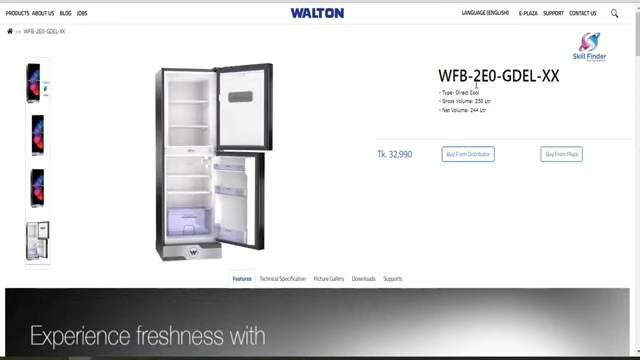 PRODUCTS ABOUT US BLOG JOBS
WALTON
LANGUAGE (ENGLISH) E-PLAZA SUPPORT CONTACT US
>> WFB-2E0-GDEL-XX
Skill Finder
WFB-2E0-GDEL-XX
- Type: Direct Cool
- Gross Volume: 250 Ltr
- Net Volume: 244 Ltr
Tk. 32,990
Buy From Distributor
Buy From Plaza
W
Features Technical Specification Picture Gallery Downloads Supports
Experience freshness with